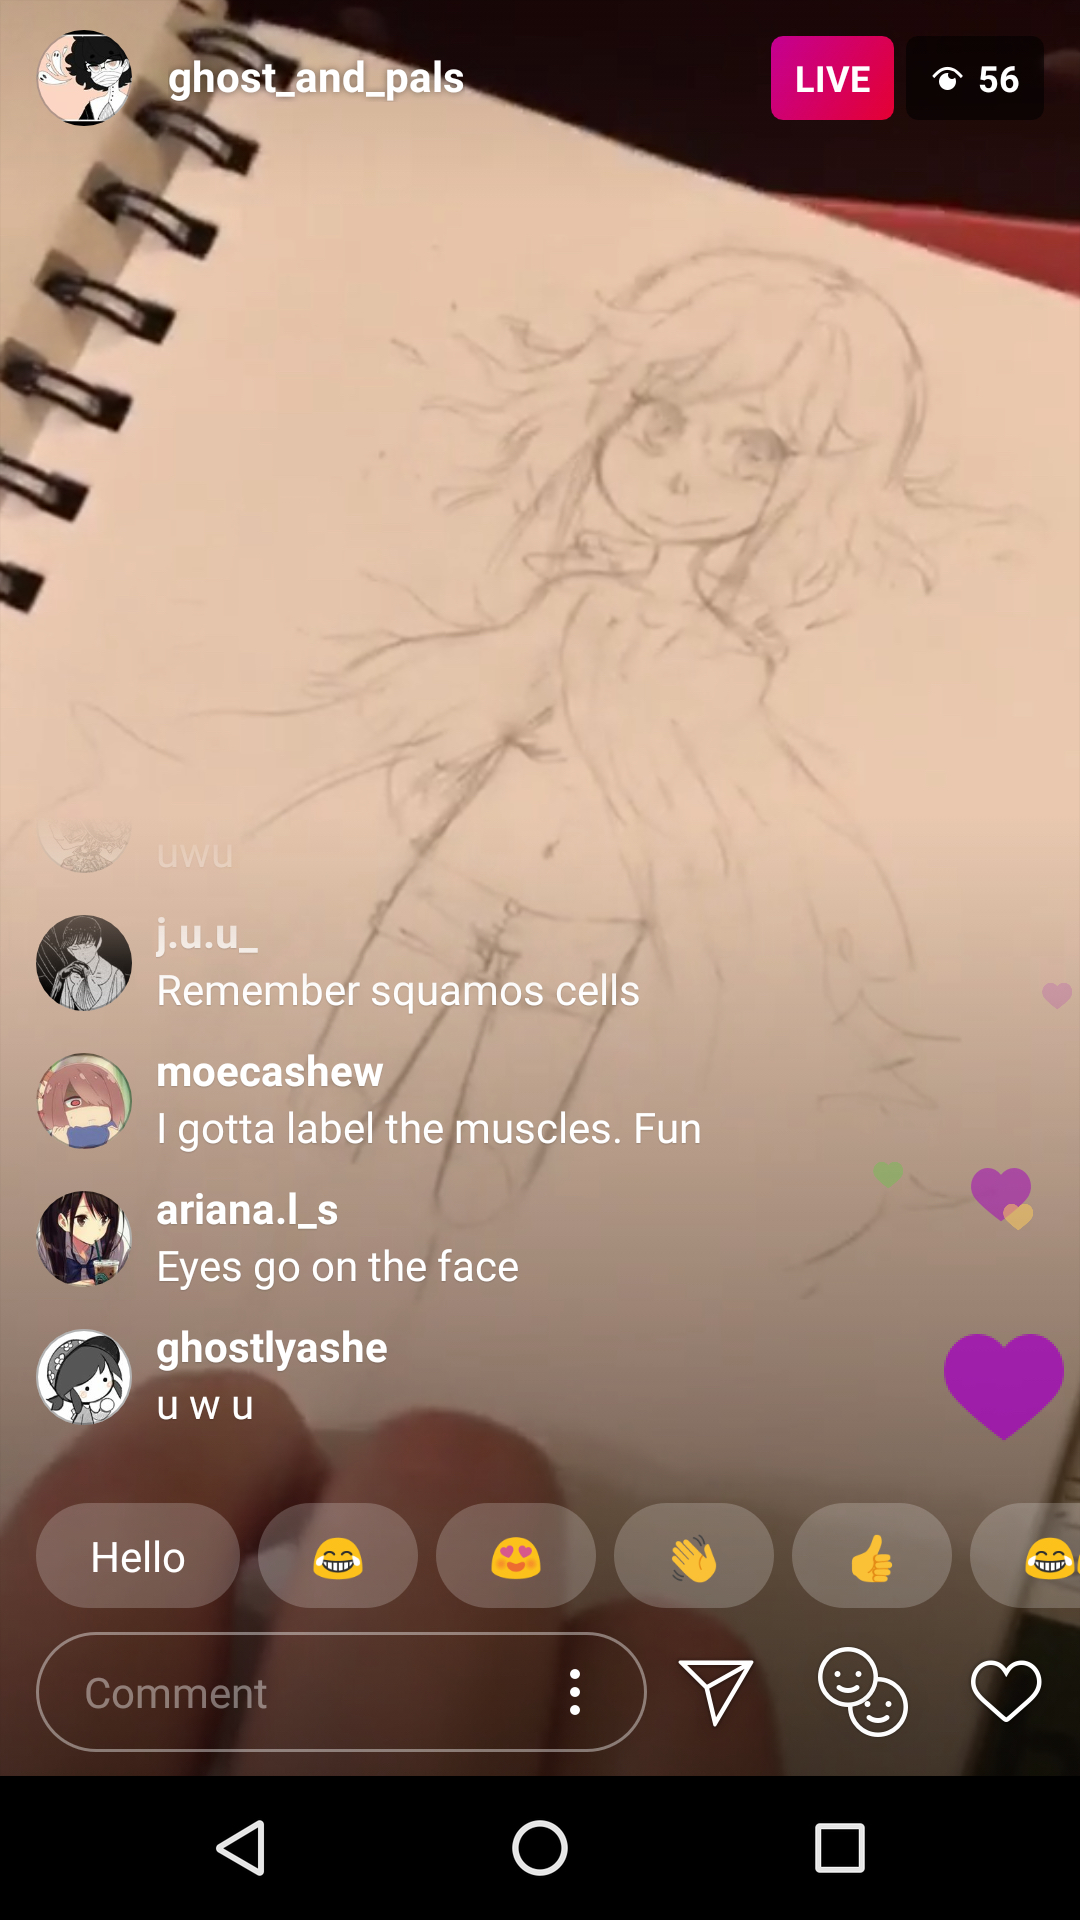 ghost_and_pals
LIVE
56
uwu
j.u.u_
Remember squamos cells
moecashew
I gotta label the muscles. Fun
ariana.l_s
Eyes go on the face
ghostlyashe
u w u
Hello
Comment